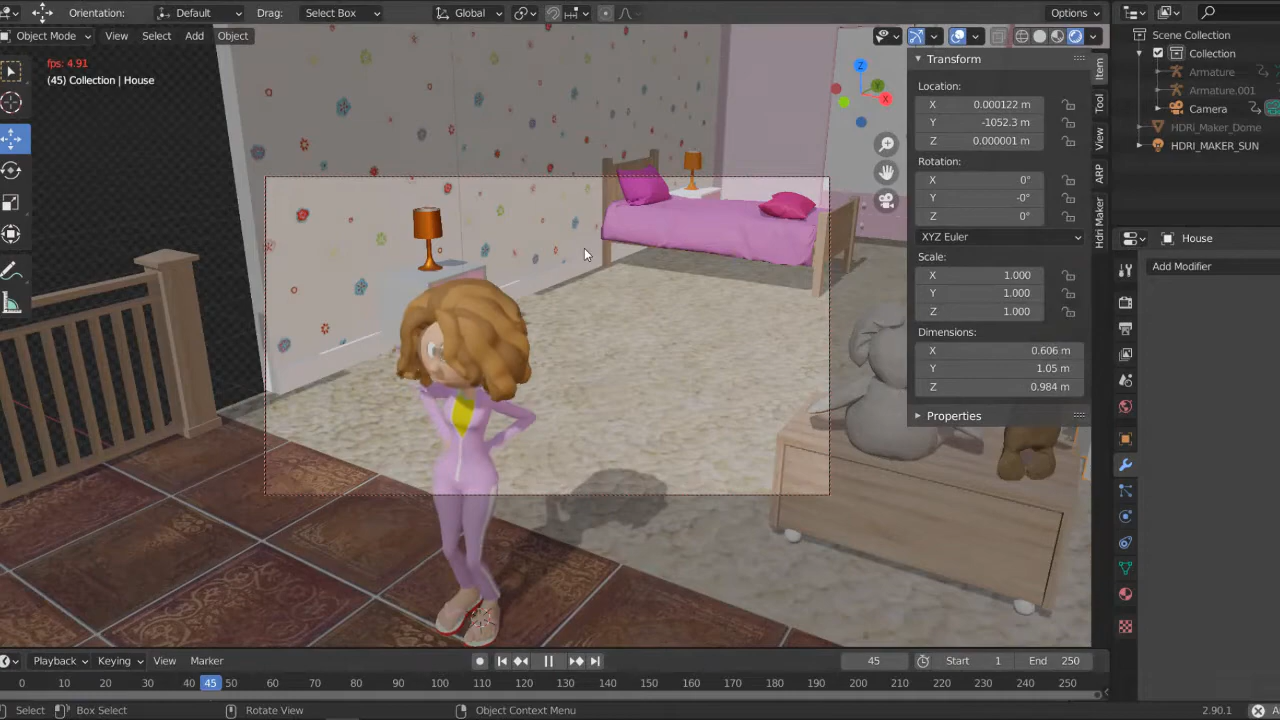 Orientation: Default Drag: Select Box Global Options
Object Mode View Select Add Object
fps: 4.91
(45) Collection | House
Z
Y
X
Transform
Location:
X 0.000122 m
Y -1052.3 m
Z 0.000001 m
Rotation:
X 0°
Y -0°
Z 0°
XYZ Euler
Scale:
X 1.000
Y 1.000
Z 1.000
Dimensions:
X 0.606 m
Y 1.05 m
Z 0.984 m
Properties
Item
Tool
View
ARP
Hdri Maker
Scene Collection
Collection
Armature
Armature.001
Camera
HDRi_Maker_Dome
HDRI_MAKER_SUN
House
Add Modifier
Playback Keying View Marker 45 Start 1 End 250
0 10 20 30 40 45 50 60 70 80 90 100 110 120 130 140 150 160 170 180 190 200 210 220 230 240 250
Select Box Select Rotate View Object Context Menu 2.90.1